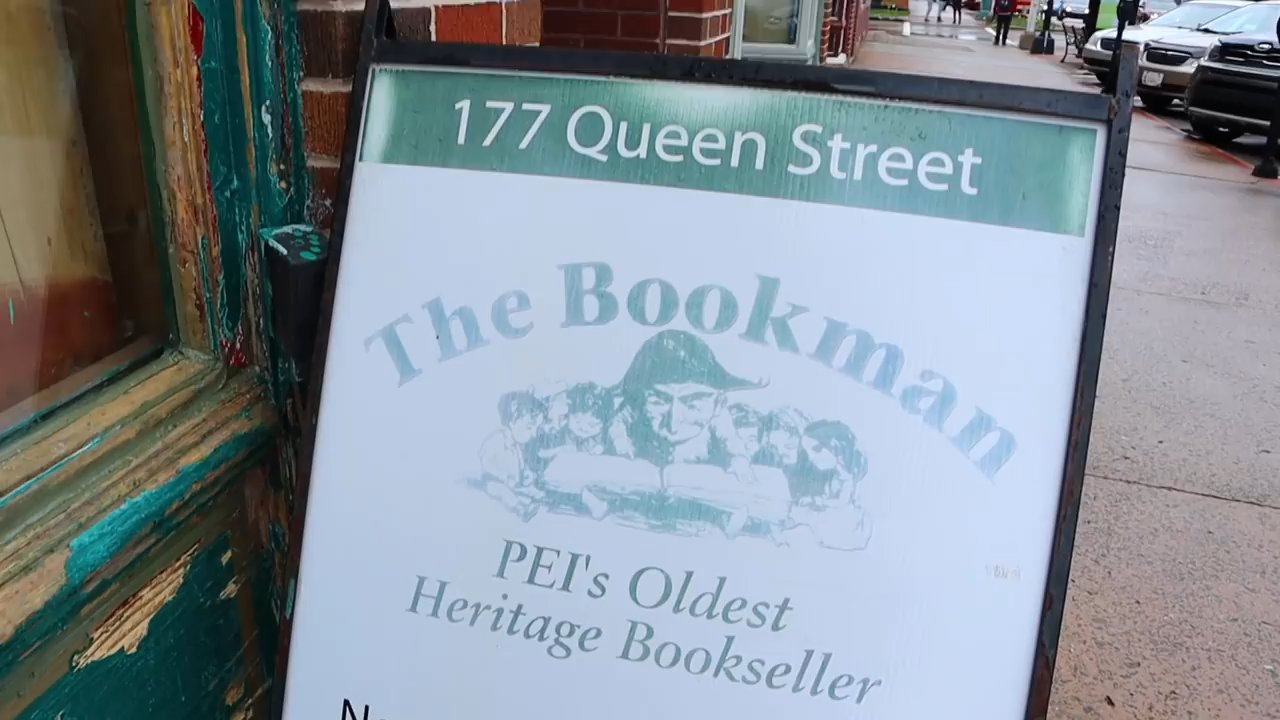 177 Queen Street
The Bookman
PEI's Oldest
Heritage Bookseller